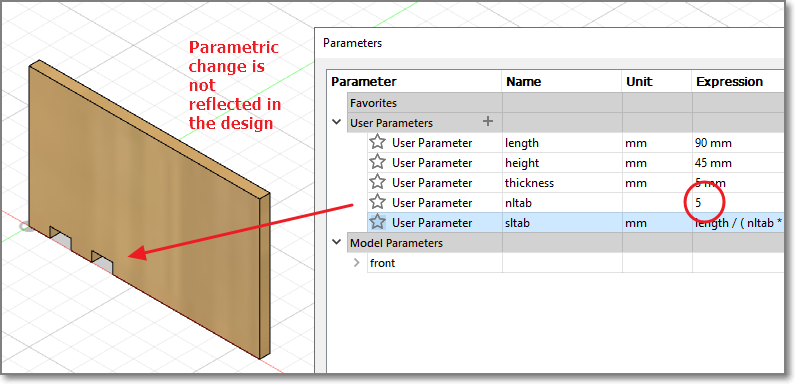 Parametric
change is
not
reflected in
the design
Parameters
Parameter Name Unit Expression
Favorites
User Parameters +
User Parameter length mm 90 mm
User Parameter height mm 45 mm
User Parameter thickness mm 5 mm
User Parameter nltab 5
User Parameter sltab mm length / ( nltab *
Model Parameters
front